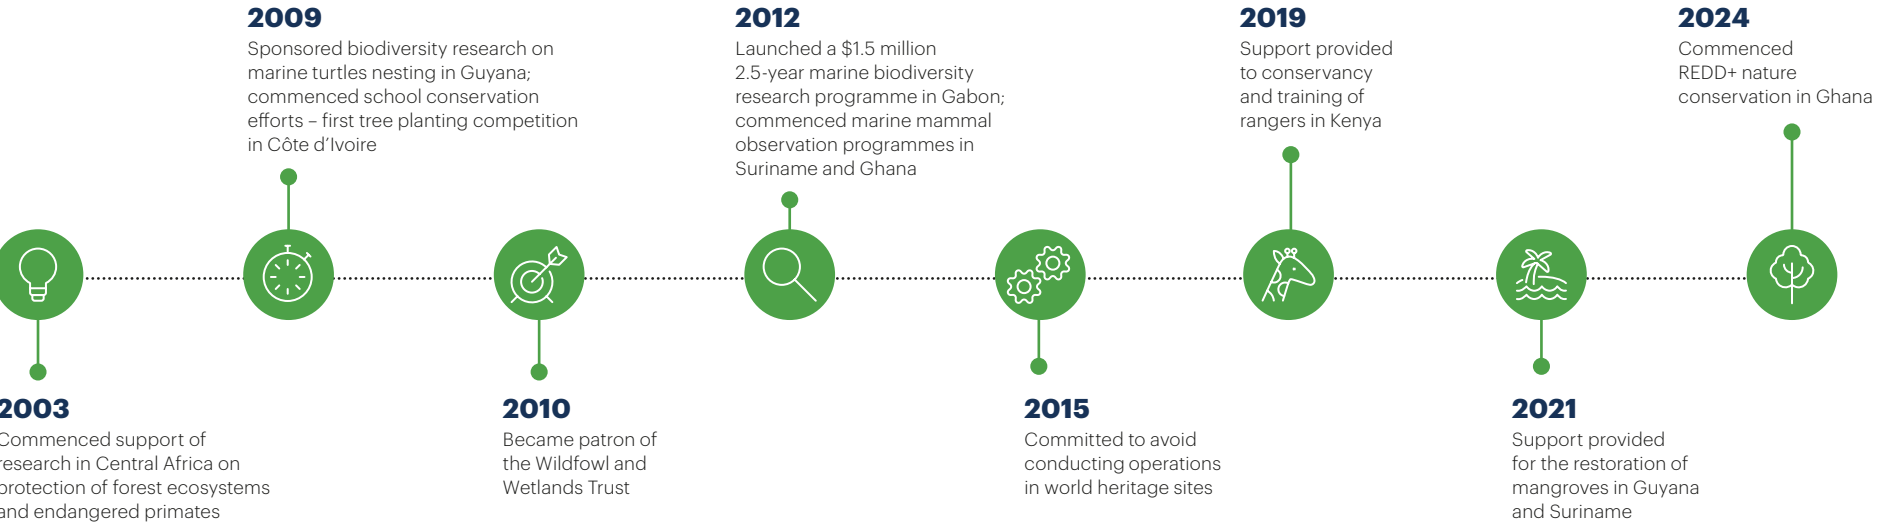 2009
Sponsored biodiversity research on
marine turtles nesting in Guyana;
commenced school conservation
efforts – first tree planting competition
in Côte d’Ivoire
2012
Launched a $1.5 million
2.5-year marine biodiversity
research programme in Gabon;
commenced marine mammal
observation programmes in
Suriname and Ghana
2019
Support provided
to conservancy
and training of
rangers in Kenya
2024
Commenced
REDD+ nature
conservation in Ghana
2003
Commenced support of
research in Central Africa on
protection of forest ecosystems
and endangered primates
2010
Became patron of
the Wildfowl and
Wetlands Trust
2015
Committed to avoid
conducting operations
in world heritage sites
2021
Support provided
for the restoration of
mangroves in Guyana
and Suriname